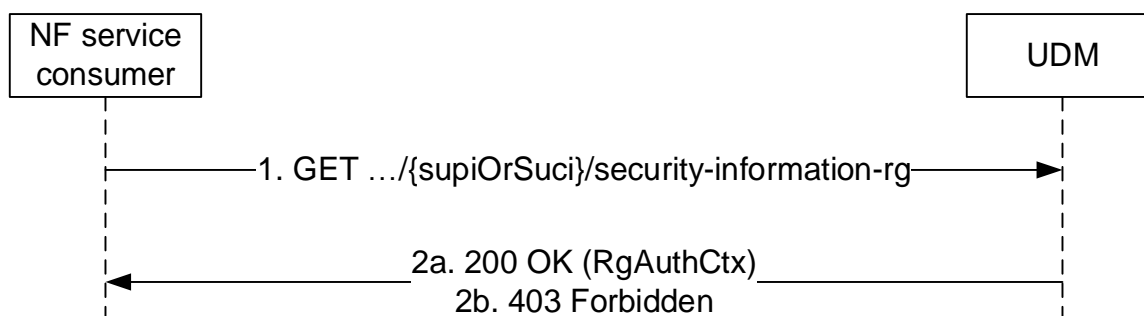 NF service
consumer
UDM
1. GET …/{supiOrSuci}/security-information-rg
2a. 200 OK (RgAuthCtx)
2b. 403 Forbidden